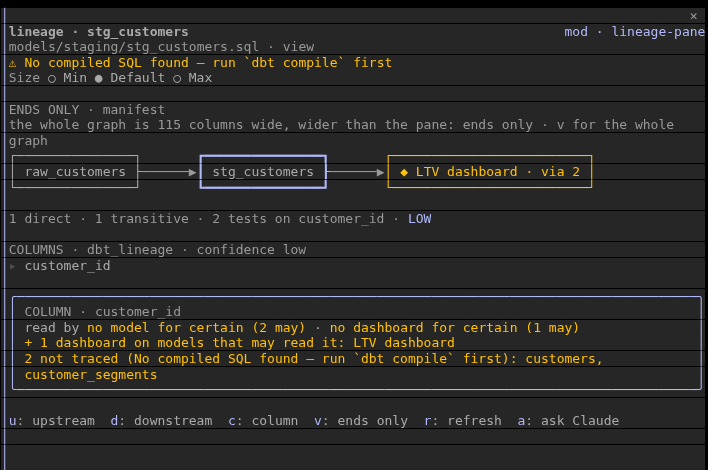 ×
lineage · stg_customers mod · lineage-pane
models/staging/stg_customers.sql · view
⚠ No compiled SQL found — run `dbt compile` first
Size ○ Min ● Default ○ Max
ENDS ONLY · manifest
the whole graph is 115 columns wide, wider than the pane: ends only · v for the whole
graph
raw_customers stg_customers ◆ LTV dashboard · via 2
1 direct · 1 transitive · 2 tests on customer_id · LOW
COLUMNS · dbt_lineage · confidence low
▸ customer_id
COLUMN · customer_id
read by no model for certain (2 may) · no dashboard for certain (1 may)
+ 1 dashboard on models that may read it: LTV dashboard
2 not traced (No compiled SQL found — run `dbt compile` first): customers,
customer_segments
u: upstream d: downstream c: column v: ends only r: refresh a: ask Claude